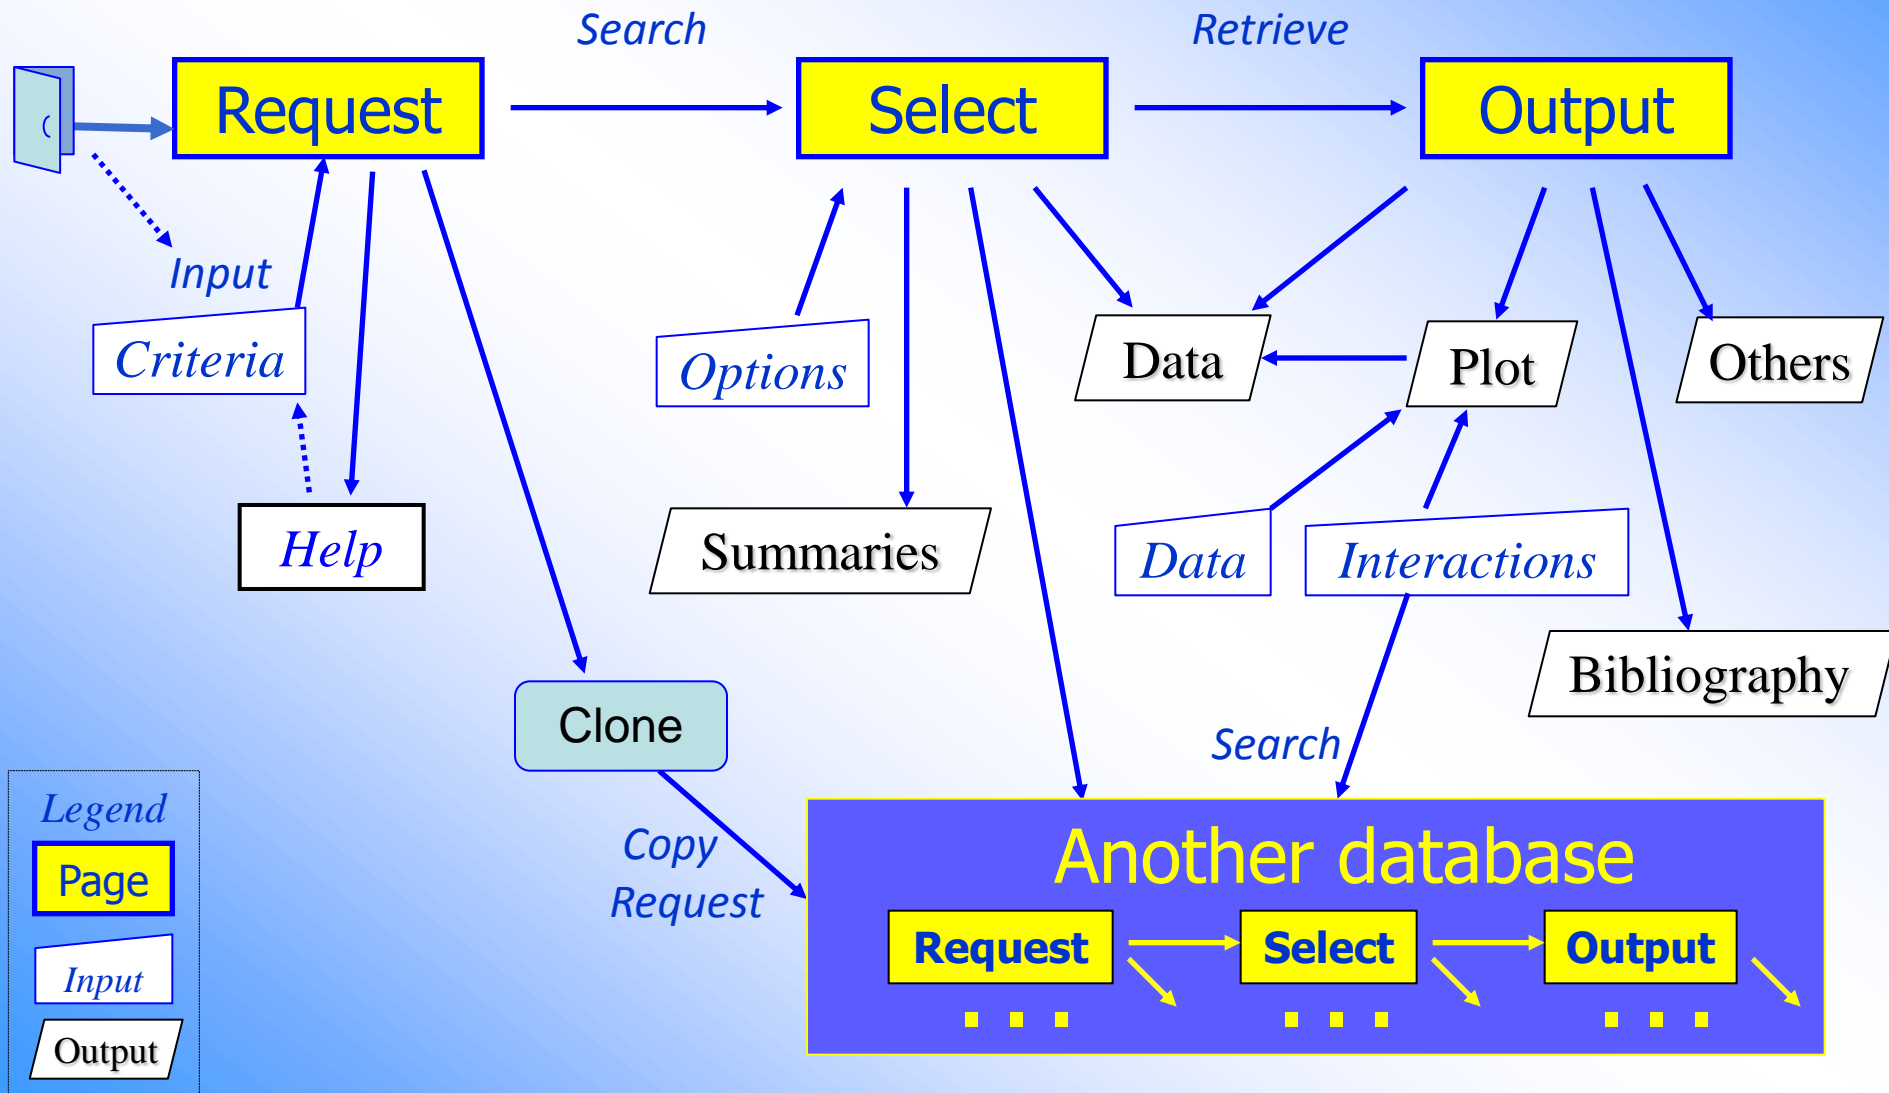 Search
Retrieve
Request
Select
Output
Input
Criteria
Options
Data
Plot
Others
Help
Summaries
Data
Interactions
Bibliography
Clone
Search
Copy
Request
Another database
Request
Select
Output
Legend
Page
Input
Output